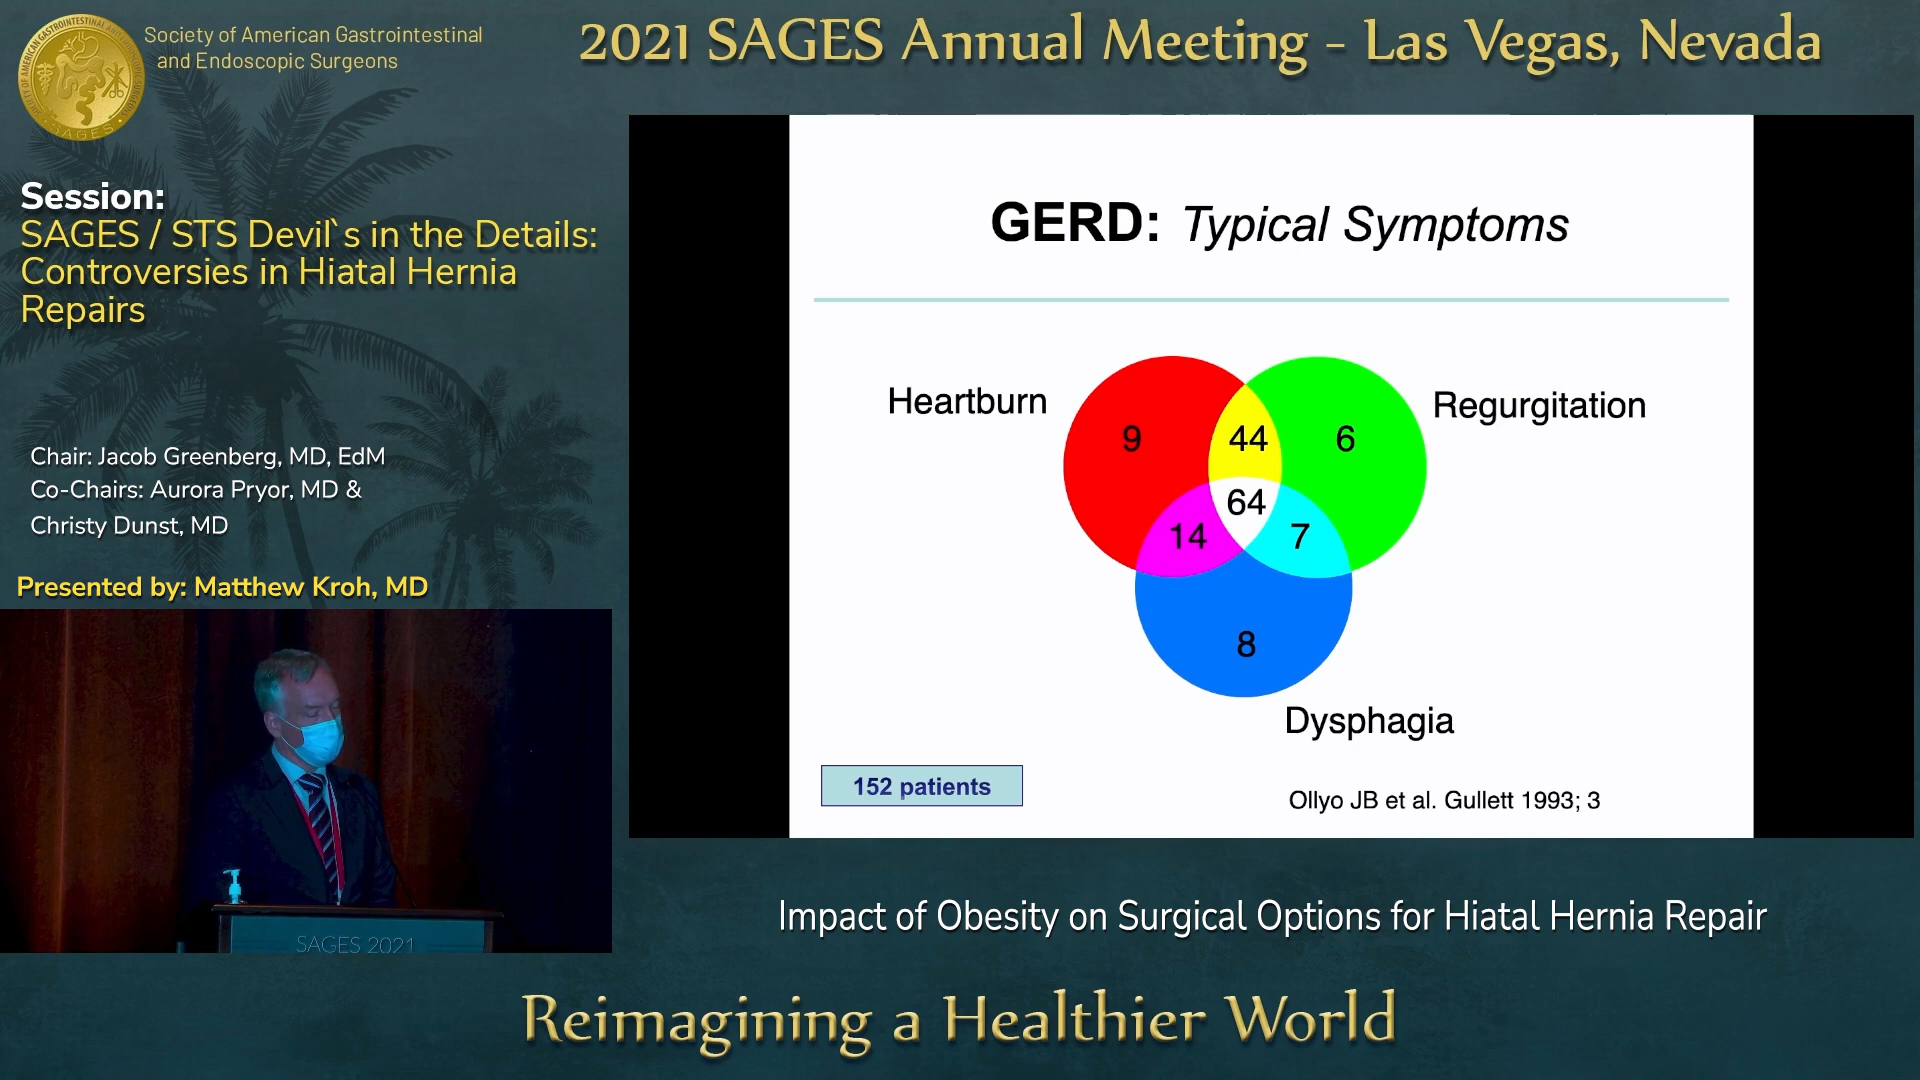 Society of American Gastrointestinal
and Endoscopic Surgeons
2021 SAGES Annual Meeting - Las Vegas, Nevada
SAGES
Session:
SAGES / STS Devil`s in the Details:
Controversies in Hiatal Hernia
Repairs
Chair: Jacob Greenberg, MD, EdM
Co-Chairs: Aurora Pryor, MD &
Christy Dunst, MD
Presented by: Matthew Kroh, MD
SAGES 2021
GERD: Typical Symptoms
Heartburn
Regurgitation
9
44
6
64
14
7
8
Dysphagia
152 patients
Ollyo JB et al. Gullett 1993; 3
Impact of Obesity on Surgical Options for Hiatal Hernia Repair
Reimagining a Healthier World